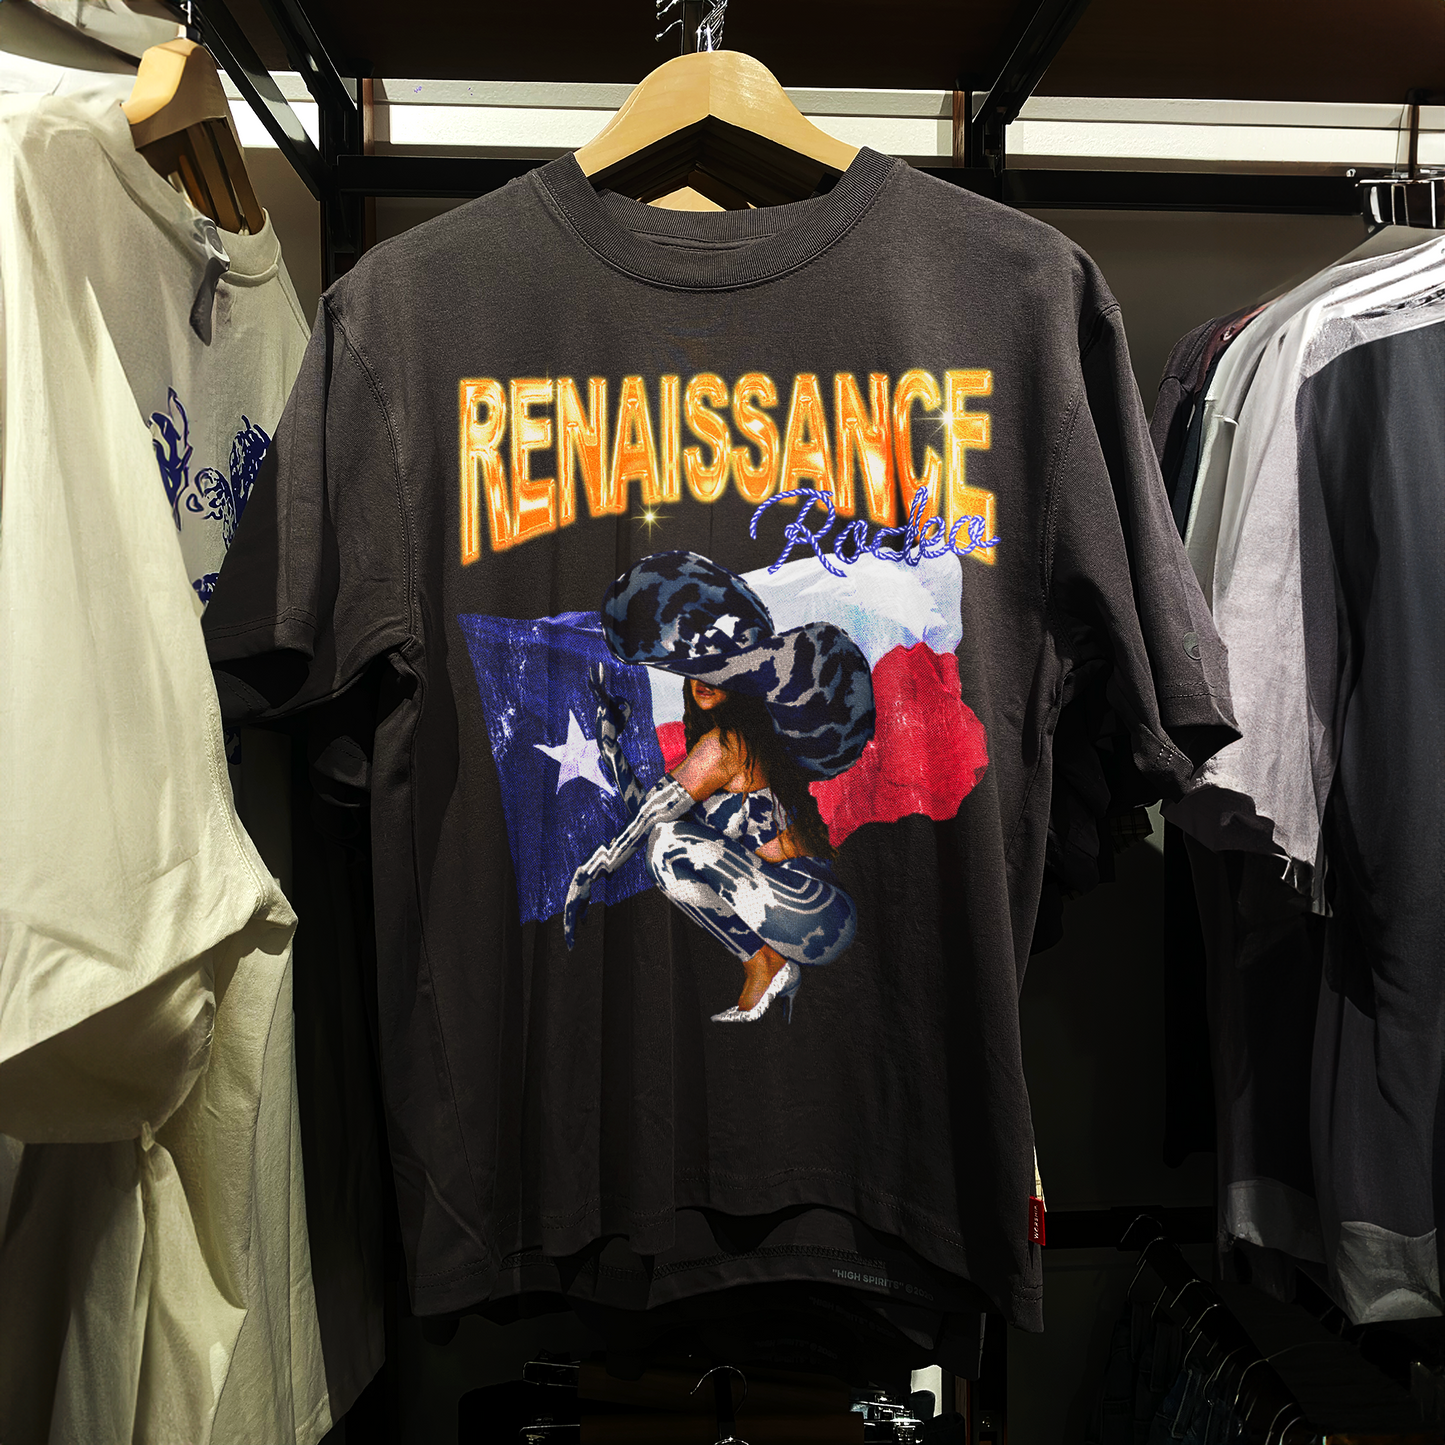 RENAISSANCE
Rodeo
"HIGH SPIRITS"